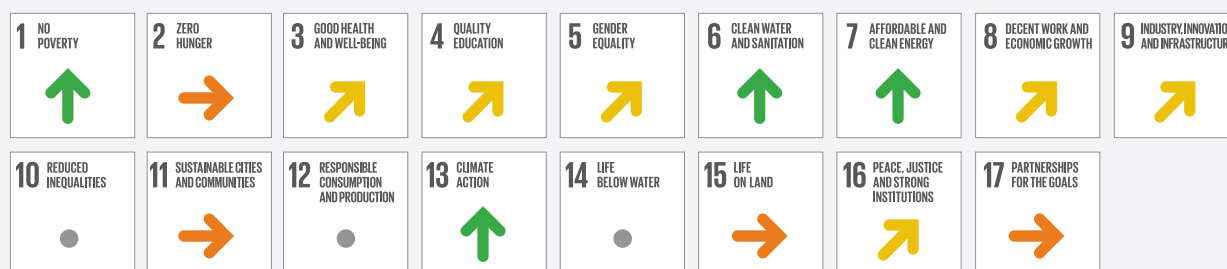 1 NO
POVERTY
2 ZERO
HUNGER
3 GOOD HEALTH
AND WELL-BEING
4 QUALITY
EDUCATION
5 GENDER
EQUALITY
6 CLEAN WATER
AND SANITATION
7 AFFORDABLE AND
CLEAN ENERGY
8 DECENT WORK AND
ECONOMIC GROWTH
9 INDUSTRY, INNOVATIO
AND INFRASTRUCTUR
10 REDUCED
INEQUALITIES
11 SUSTAINABLE CITIES
AND COMMUNITIES
12 RESPONSIBLE
CONSUMPTION
AND PRODUCTION
13 CLIMATE
ACTION
14 LIFE
BELOW WATER
15 LIFE
ON LAND
16 PEACE, JUSTICE
AND STRONG
INSTITUTIONS
17 PARTNERSHIPS
FOR THE GOALS